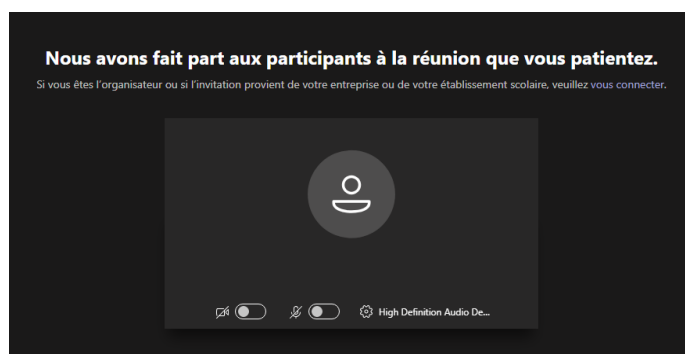 Nous avons fait part aux participants à la réunion que vous patientez.
Si vous êtes l'organisateur ou si l'invitation provient de votre entreprise ou de votre établissement scolaire, veuillez vous connecter.
High Definition Audio De...